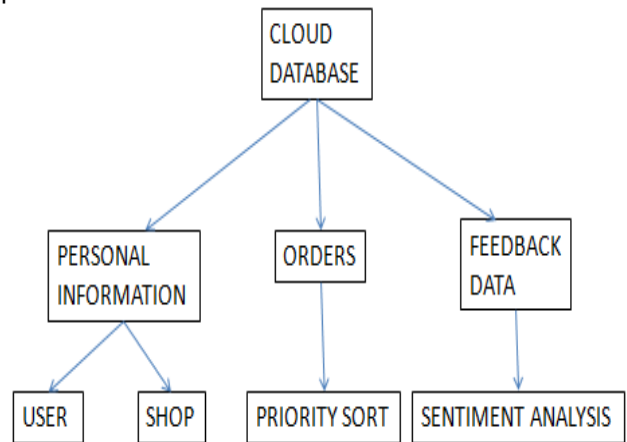 CLOUD
DATABASE
PERSONAL
INFORMATION
ORDERS
FEEDBACK
DATA
USER
SHOP
PRIORITY SORT
SENTIMENT ANALYSIS